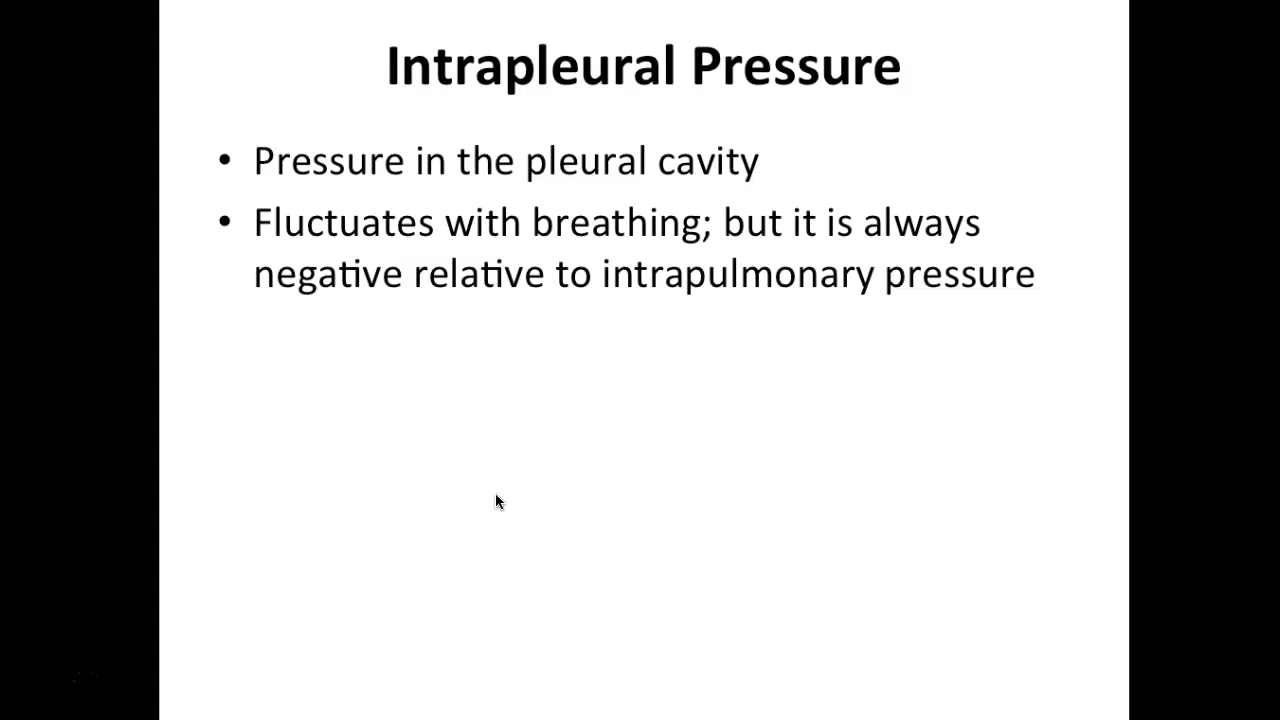 Intrapleural Pressure
• Pressure in the pleural cavity
• Fluctuates with breathing; but it is always
negative relative to intrapulmonary pressure